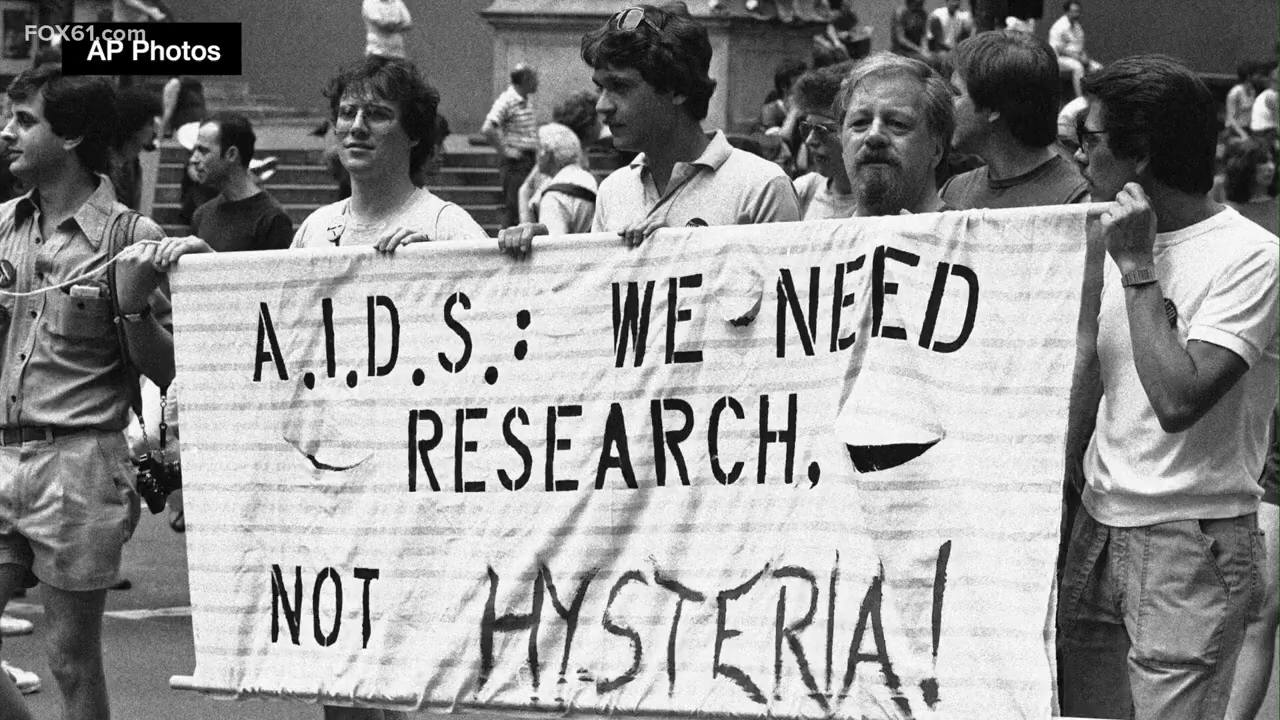 FOX61.com
AP Photos
A.I.D.S.: WE NEED
RESEARCH,
NOT HYSTERIA!